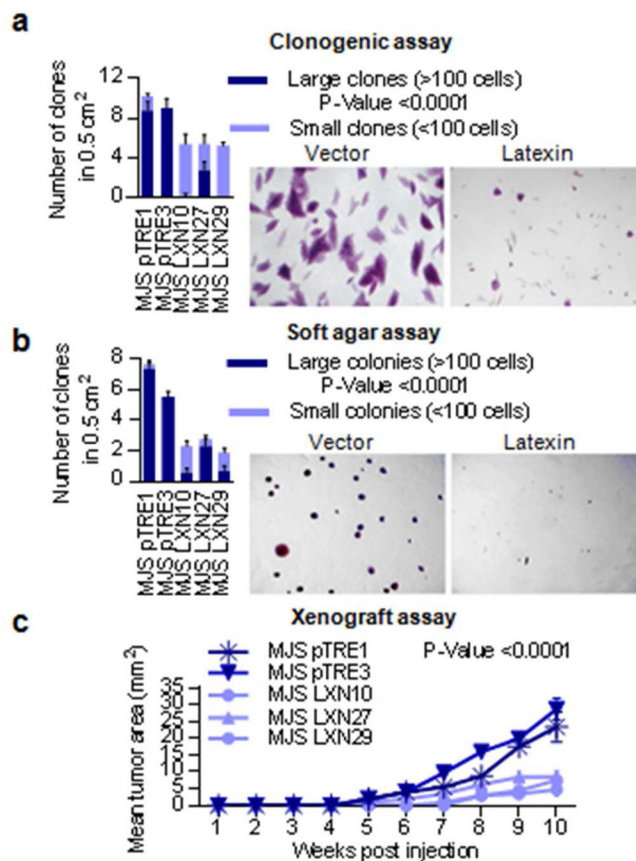 a
Clonogenic assay
Number of clones
in 0.5 cm²
12
8
4
0
MJS pTRE1
MJS pTRE3
MJS LXN10
MJS LXN27
MJS LXN29
Large clones (>100 cells)
P-Value <0.0001
Small clones (<100 cells)
Vector
Latexin
b
Soft agar assay
Number of clones
in 0.5 cm²
8
6
4
2
0
MJS pTRE1
MJS pTRE3
MJS LXN10
MJS LXN27
MJS LXN29
Large colonies (>100 cells)
P-Value <0.0001
Small colonies (<100 cells)
Vector
Latexin
c
Xenograft assay
MJS pTRE1
P-Value <0.0001
MJS pTRE3
MJS LXN10
MJS LXN27
MJS LXN29
Mean tumor area (mm²)
35
30
25
20
15
10
5
0
1 2 3 4 5 6 7 8 9 10
Weeks post injection